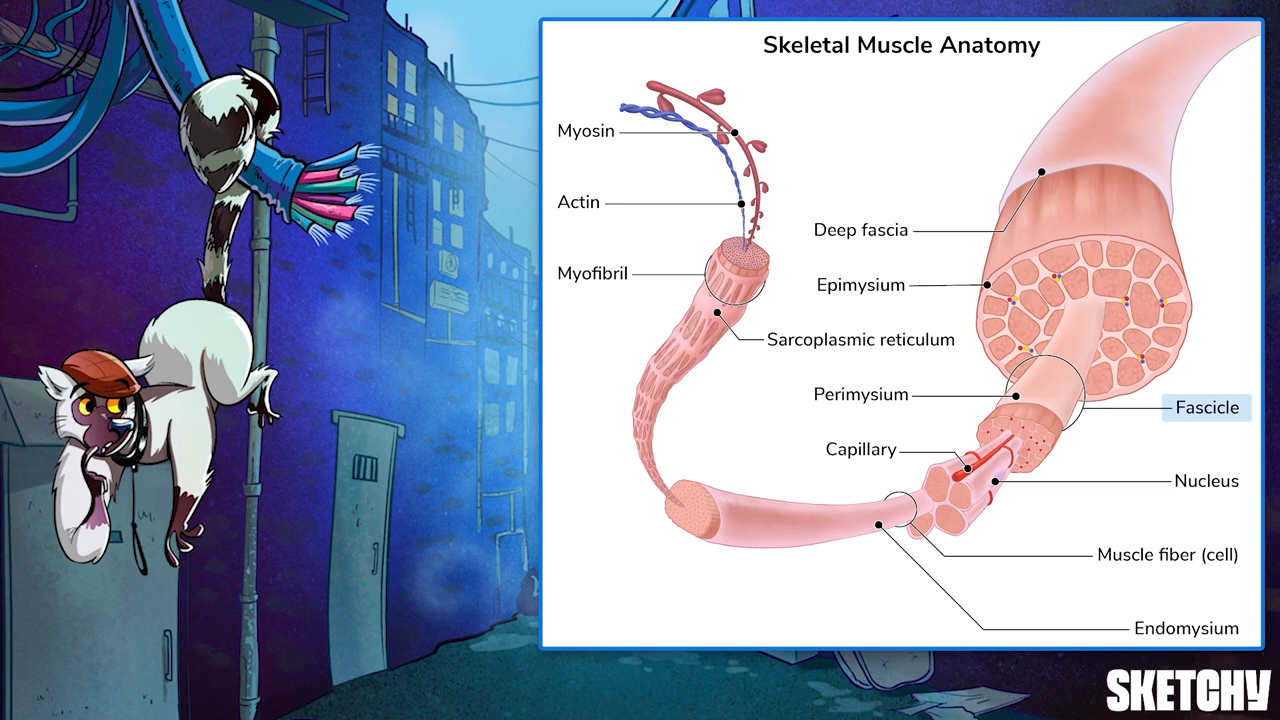 Skeletal Muscle Anatomy
Myosin
Actin
Myofibril
Deep fascia
Epimysium
Sarcoplasmic reticulum
Perimysium
Fascicle
Capillary
Nucleus
Muscle fiber (cell)
Endomysium
SKETCHY